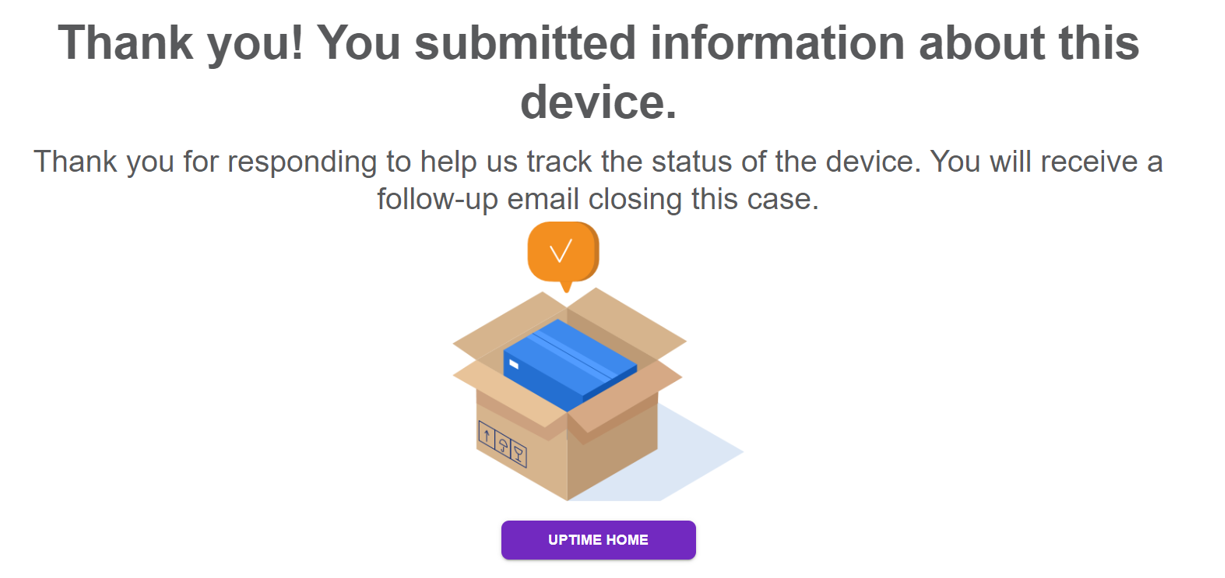 Thank you! You submitted information about this
device.
Thank you for responding to help us track the status of the device. You will receive a
follow-up email closing this case.
UPTIME HOME